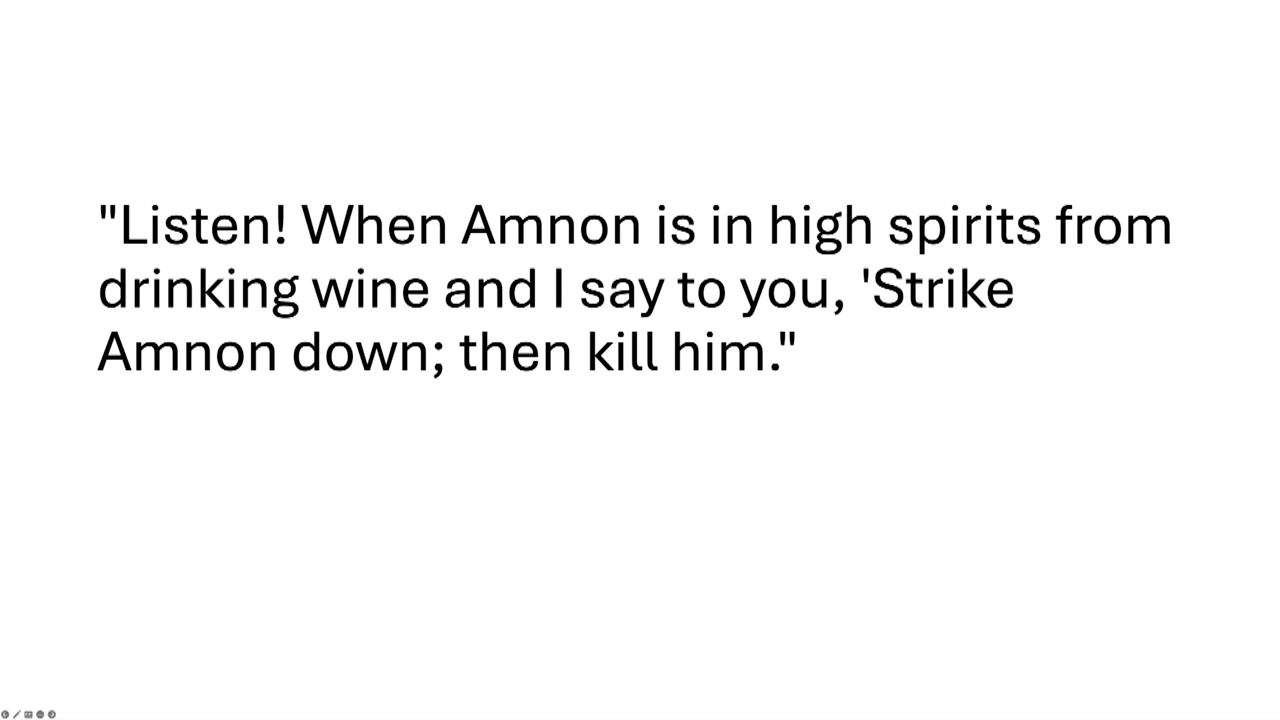 "Listen! When Amnon is in high spirits from
drinking wine and I say to you, 'Strike
Amnon down; then kill him."